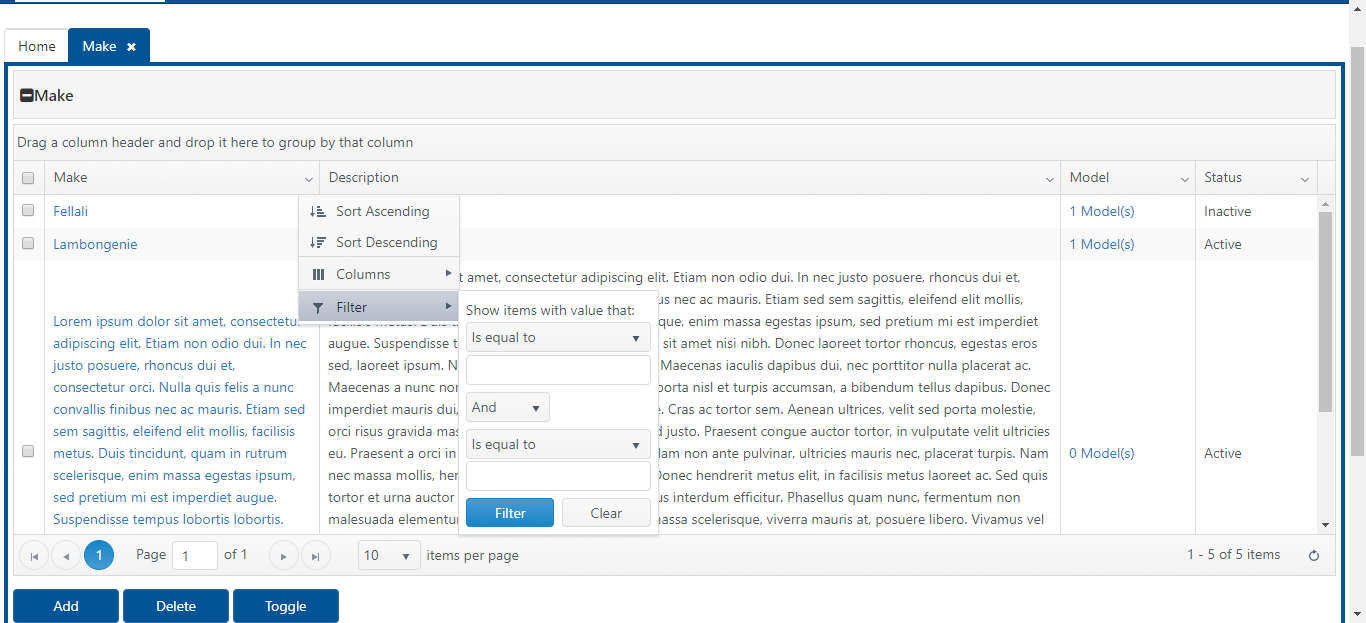 Home
Make ✖
Make
Drag a column header and drop it here to group by that column
Make
Description
Model
Status
Fellali
1 Model(s)
Inactive
Lambongenie
1 Model(s)
Active
Sort Ascending
Sort Descending
Columns
Filter
Show items with value that:
Is equal to
And
Is equal to
Filter
Clear
Lorem ipsum dolor sit amet, consectetu
adipiscing elit. Etiam non odio dui. In nec
justo posuere, rhoncus dui et,
consectetur orci. Nulla quis felis a nunc
convallis finibus nec ac mauris. Etiam sed
sem sagittis, eleifend elit mollis, facilisis
metus. Duis tincidunt, quam in rutrum
scelerisque, enim massa egestas ipsum,
sed pretium mi est imperdiet augue.
Suspendisse tempus lobortis lobortis.
t amet, consectetur adipiscing elit. Etiam non odio dui. In nec justo posuere, rhoncus dui et,
us nec ac mauris. Etiam sed sem sagittis, eleifend elit mollis,
que, enim massa egestas ipsum, sed pretium mi est imperdiet
augue. Suspendisse t sit amet nisi nibh. Donec laoreet tortor rhoncus, egestas eros
sed, laoreet ipsum. N Maecenas iaculis dapibus dui, nec porttitor nulla placerat ac.
Maecenas a nunc nor orta nisl et turpis accumsan, a bibendum tellus dapibus. Donec
imperdiet mauris dui, . Cras ac tortor sem. Aenean ultrices, velit sed porta molestie,
orci risus gravida mas d justo. Praesent congue auctor tortor, in vulputate velit ultricies
eu. Praesent a orci in lam non ante pulvinar, ultricies mauris nec, placerat turpis. Nam
nec massa mollis, her Donec hendrerit metus elit, in facilisis metus laoreet ac. Sed quis
tortor et urna auctor us interdum efficitur. Phasellus quam nunc, fermentum non
malesuada elementu assa scelerisque, viverra mauris at, posuere libero. Vivamus vel
0 Model(s)
Active
1
Page 1 of 1
10 items per page
1 - 5 of 5 items
Add
Delete
Toggle